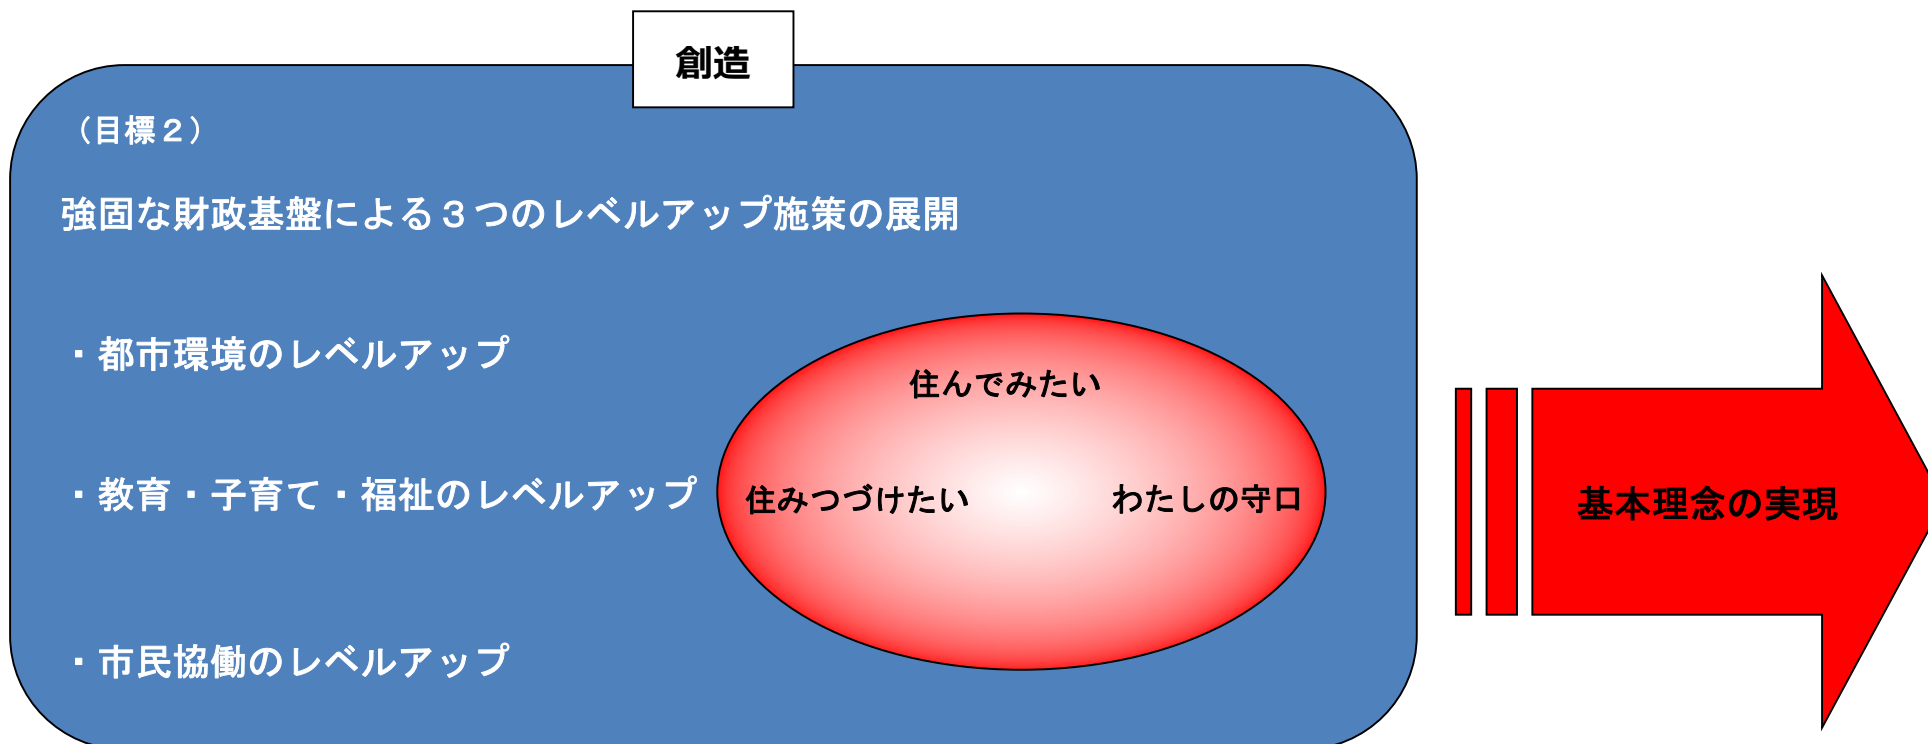 創造
（目標２）
強固な財政基盤による３つのレベルアップ施策の展開
・都市環境のレベルアップ
住んでみたい
・教育・子育て・福祉のレベルアップ
住みつづけたい
わたしの守口
基本理念の実現
・市民協働のレベルアップ